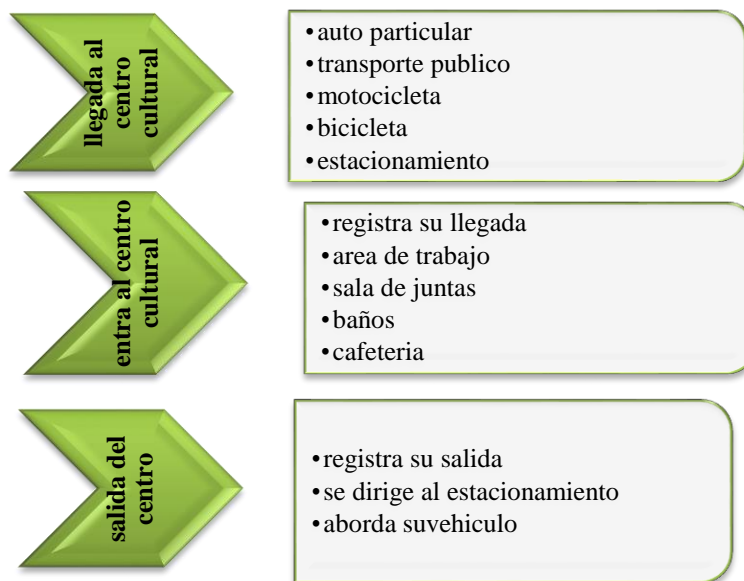 llegada al
centro
cultural
•auto particular
•transporte publico
•motocicleta
•bicicleta
•estacionamiento
entra al centro
cultural
•registra su llegada
•area de trabajo
•sala de juntas
•baños
•cafeteria
salida del
centro
•registra su salida
•se dirige al estacionamiento
•aborda suvehiculo